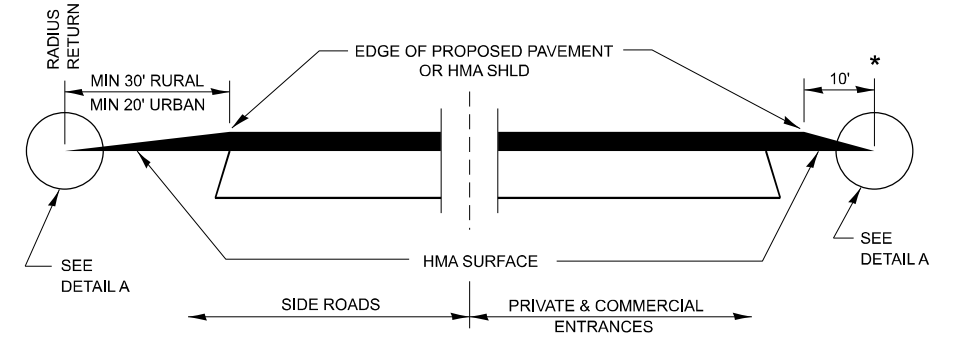 RADIUS
RETURN
MIN 30' RURAL
MIN 20' URBAN
EDGE OF PROPOSED PAVEMENT
OR HMA SHLD
*
10'
SEE
DETAIL A
HMA SURFACE
SEE
DETAIL A
SIDE ROADS
PRIVATE & COMMERCIAL
ENTRANCES